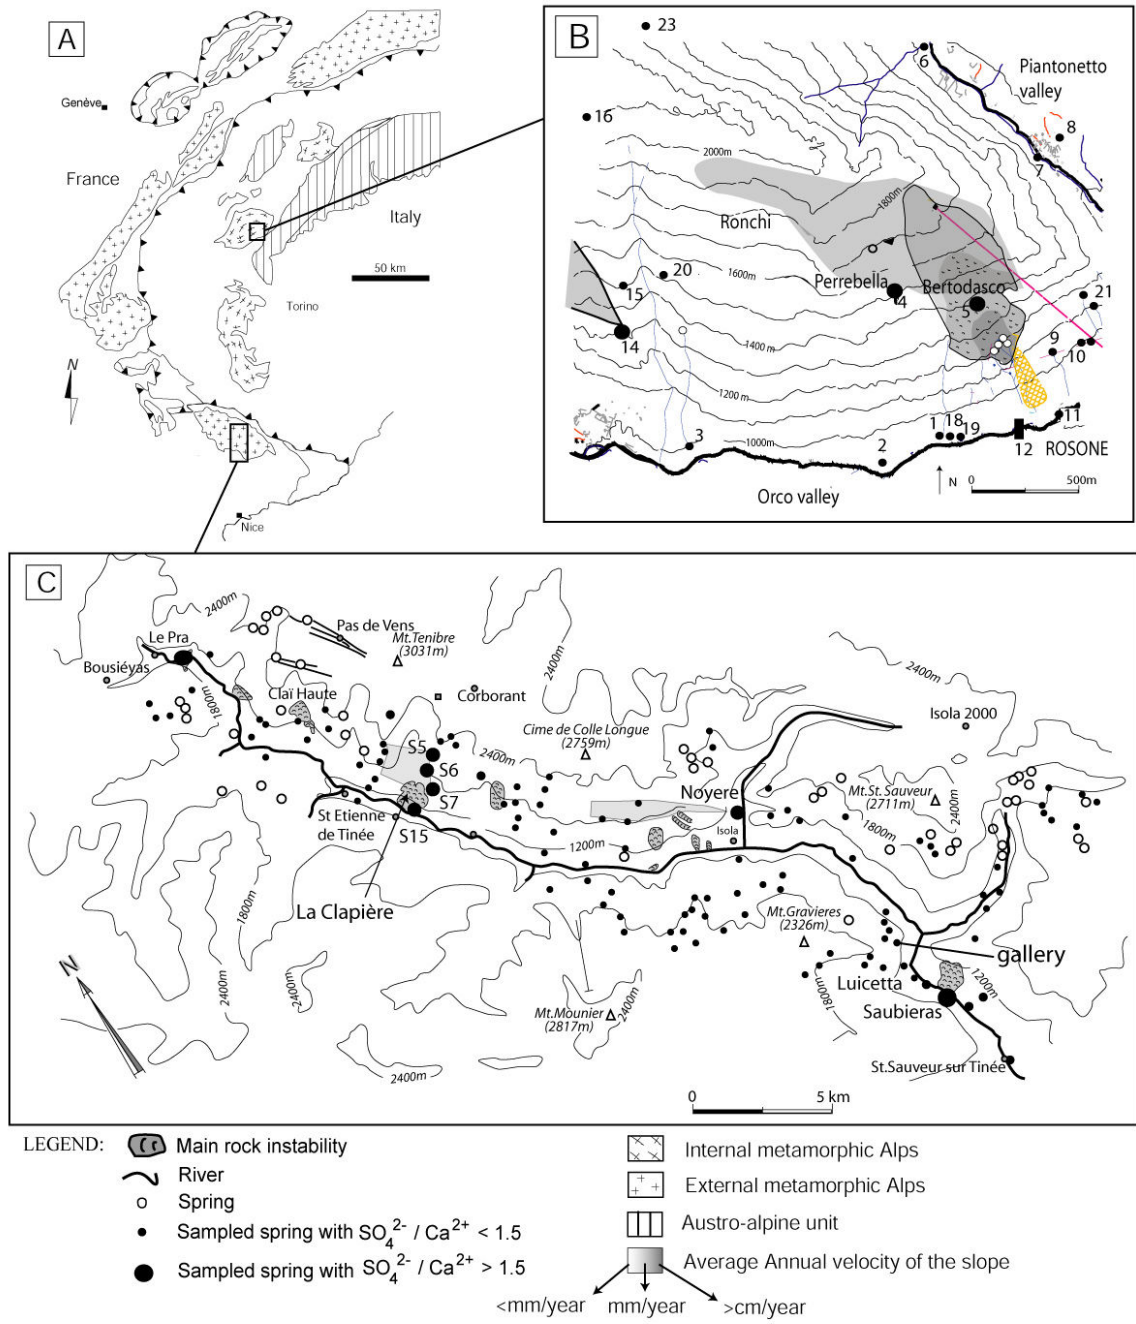 A
Genève
France
Italy
50 km
Torino
N
Nice
B
23
6
Piantonetto
valley
16
8
7
2000m
1800m
Ronchi
20
1600m
15
Perrebella
4
Bertodasco
5
21
14
1400 m
9
10
1200 m
3
1000m
2
1
18
19
12
11
ROSONE
N
0
500m
Orco valley
C
2400m
Pas de Vens
Le Pra
Mt.Tenibre
(3031m)
2400m
2400m
Bousiéyas
1800m
Claï Haute
Corborant
Isola 2000
Cime de Colle Longue
(2759m)
S5
2400m
S6
Noyere
Mt.St.Sauveur
(2711m)
2400m
S7
St Etienne
de Tinée
S15
1200m
Isola
1800m
La Clapière
1800m
Mt.Gravieres
(2326m)
gallery
N
2400m
2400m
Luicetta
1800m
1200m
Mt.Mounier
(2817m)
2400m
Saubieras
2400m
St.Sauveur sur Tinée
0
5 km
LEGEND:
Main rock instability
River
Spring
Sampled spring with SO₄²⁻ / Ca²⁺ < 1.5
Sampled spring with SO₄²⁻ / Ca²⁺ > 1.5
Internal metamorphic Alps
External metamorphic Alps
Austro-alpine unit
Average Annual velocity of the slope
<mm/year
mm/year
>cm/year